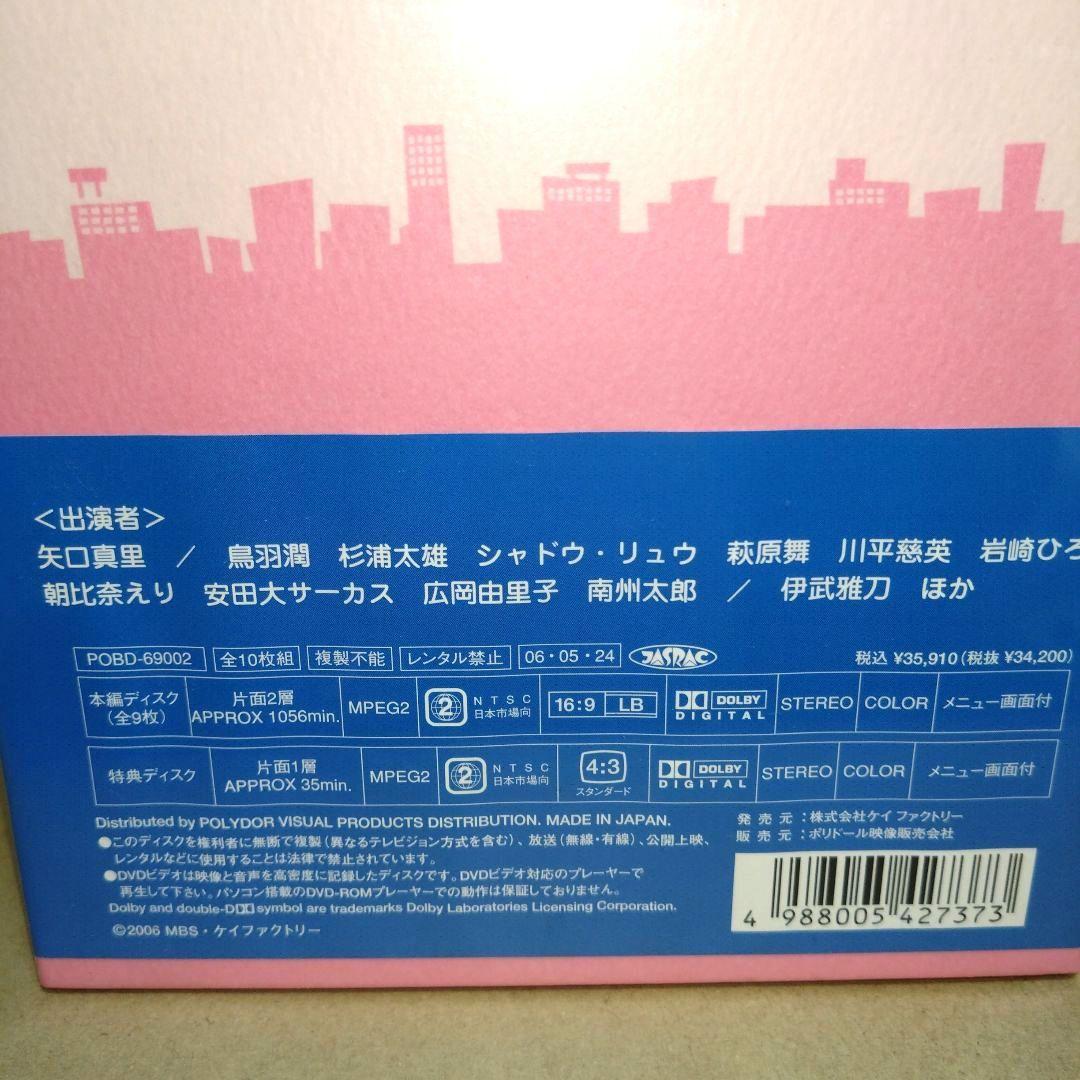 <出演者>
矢口真里 / 鳥羽潤 杉浦太雄 シャドウ・リュウ 萩原舞 川平慈英 岩崎ひろ
朝比奈えり 安田大サーカス 広岡由里子 南州太郎 / 伊武雅刀 ほか
POBD-69002 全10枚組 複製不能 レンタル禁止 06・05・24 JASRAC 税込 ¥35,910(税抜 ¥34,200)
本編ディスク(全9枚) 片面2層 APPROX 1056min. MPEG2 2 NTSC 日本市場向 16:9 LB DOLBY DIGITAL STEREO COLOR メニュー画面付
特典ディスク 片面1層 APPROX 35min. MPEG2 2 NTSC 日本市場向 4:3 スタンダード DOLBY DIGITAL STEREO COLOR メニュー画面付
Distributed by POLYDOR VISUAL PRODUCTS DISTRIBUTION. MADE IN JAPAN.
●このディスクを権利者に無断で複製(異なるテレビジョン方式を含む)、放送(無線・有線)、公開上映、
レンタルなどに使用することは法律で禁止されています。
●DVDビデオは映像と音声を高密度に記録したディスクです。DVDビデオ対応のプレーヤーで
再生して下さい。パソコン搭載のDVD-ROMプレーヤーでの動作は保証しておりません。
Dolby and double-D symbol are trademarks Dolby Laboratories Licensing Corporation.
©2006 MBS・ケイファクトリー
発売元:株式会社ケイ ファクトリー
販売元:ポリドール映像販売会社
4 988005 427373